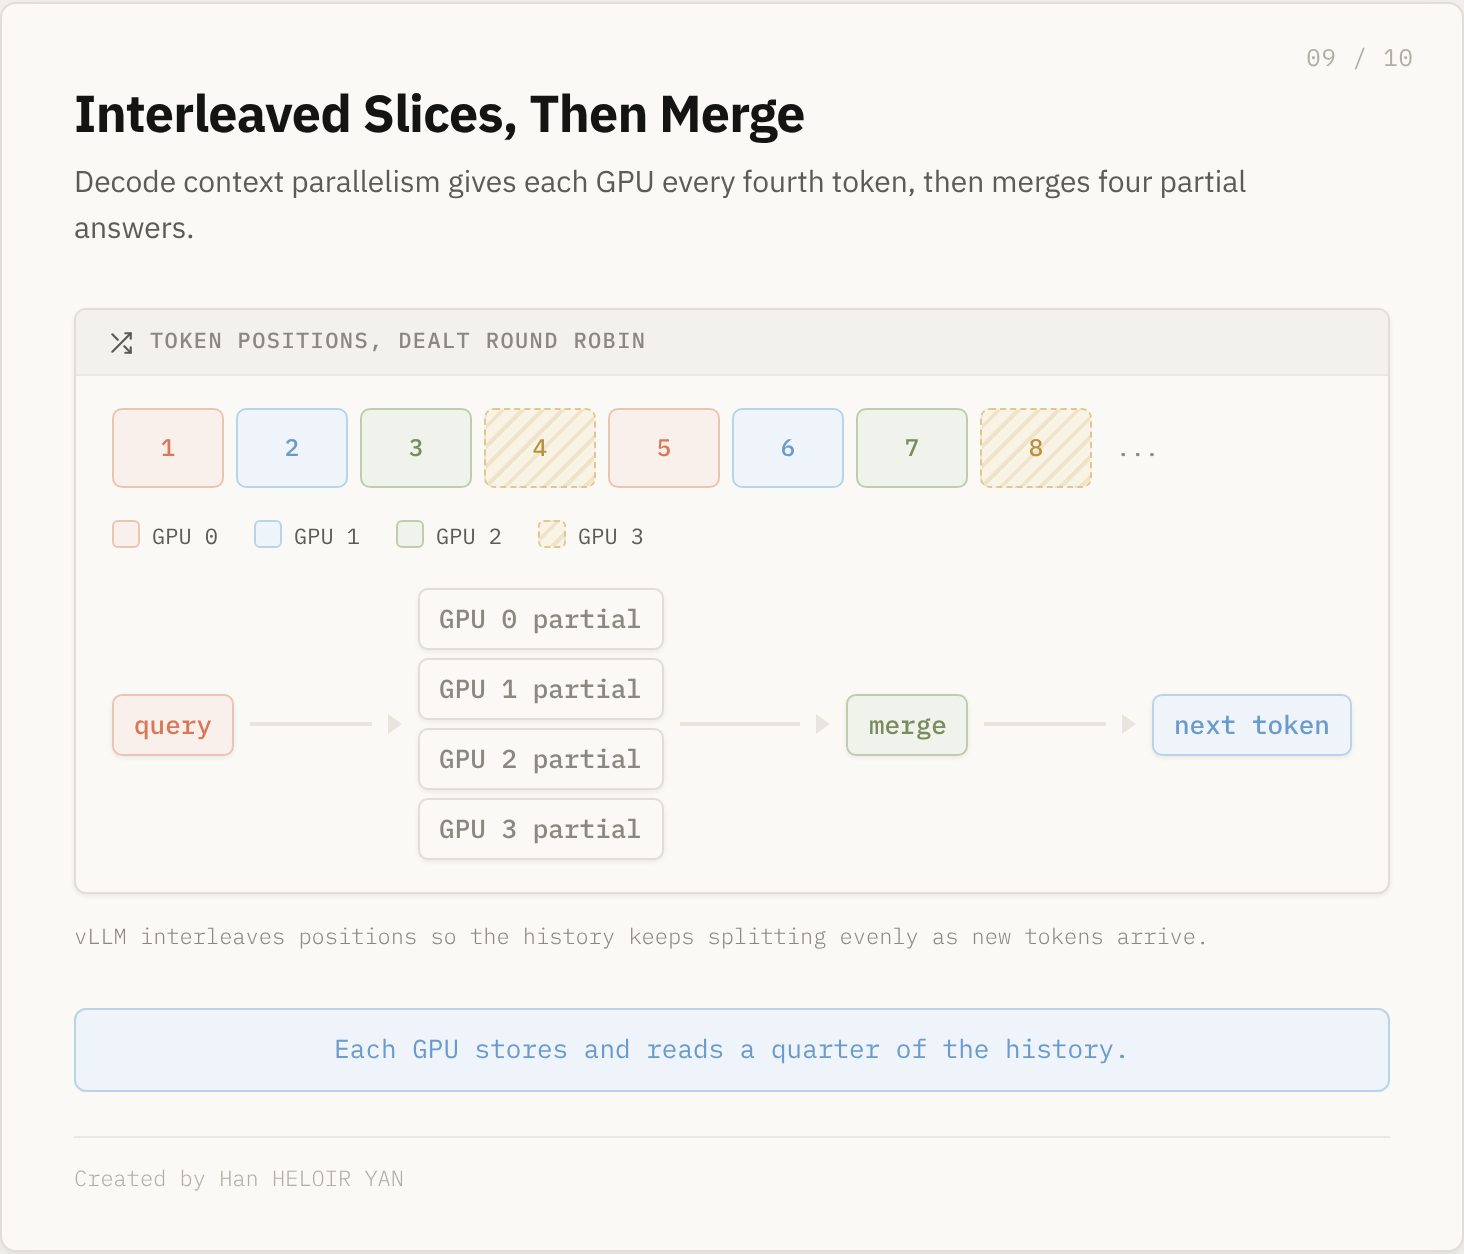 09 / 10
Interleaved Slices, Then Merge
Decode context parallelism gives each GPU every fourth token, then merges four partial
answers.
TOKEN POSITIONS, DEALT ROUND ROBIN
1 2 3 4 5 6 7 8 ...
GPU 0 GPU 1 GPU 2 GPU 3
GPU 0 partial
GPU 1 partial
query merge next token
GPU 2 partial
GPU 3 partial
vLLM interleaves positions so the history keeps splitting evenly as new tokens arrive.
Each GPU stores and reads a quarter of the history.
Created by Han HELOIR YAN